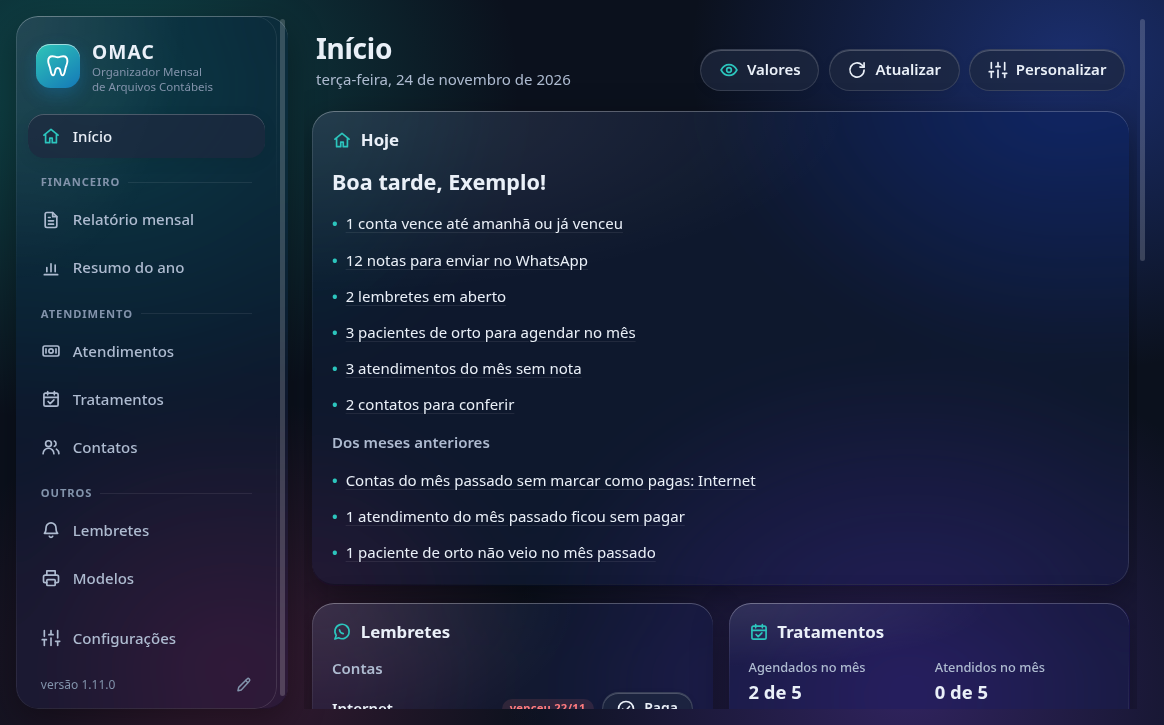 OMAC
Organizador Mensal
de Arquivos Contábeis
Início
FINANCEIRO
Relatório mensal
Resumo do ano
ATENDIMENTO
Atendimentos
Tratamentos
Contatos
OUTROS
Lembretes
Modelos
Configurações
versão 1.11.0
Início
terça-feira, 24 de novembro de 2026
Valores
Atualizar
Personalizar
Hoje
Boa tarde, Exemplo!
• 1 conta vence até amanhã ou já venceu
• 12 notas para enviar no WhatsApp
• 2 lembretes em aberto
• 3 pacientes de orto para agendar no mês
• 3 atendimentos do mês sem nota
• 2 contatos para conferir
Dos meses anteriores
• Contas do mês passado sem marcar como pagas: Internet
• 1 atendimento do mês passado ficou sem pagar
• 1 paciente de orto não veio no mês passado
Lembretes
Contas
Internet
venceu 22/11
Paga
Tratamentos
Agendados no mês
2 de 5
Atendidos no mês
0 de 5